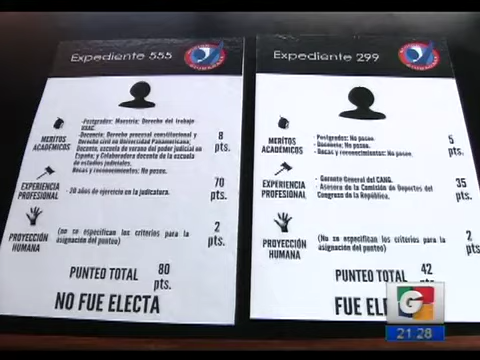 Expediente 555
-Postgrados: Maestría: Derecho del trabajo
USAC.
-Docencia: Derecho procesal constitucional y
Derecho civil en Universidad Panamericana;
Docente, escuela de verano del poder judicial en
España; y Colaboradora docente de la escuela
de estudios judiciales.
Becas y reconocimientos: No posee.
MERITOS
ACADÉMICOS
8
pts.
EXPERIENCIA
PROFESIONAL
- 20 años de ejercicio en la judicatura.
70
pts.
PROYECCIÓN
HUMANA
(no se especifican los criterios para la
asignación del punteo)
2
pts.
PUNTEO TOTAL 80
pts.
NO FUE ELECTA
Expediente 299
- Postgrados: No posee.
- Docencia: No posee.
- Becas y reconocimientos: No posee.
MERITOS
ACADÉMICOS
5
pts.
EXPERIENCIA
PROFESIONAL
- Gerente General del CANG.
- Asesora de la Comisión de Deportes del
Congreso de la República.
35
pts.
PROYECCIÓN
HUMANA
(No se especifican los criterios para la
asignación del punteo)
2
pts.
PUNTEO TOTAL 42
pts.
FUE
G
21:28